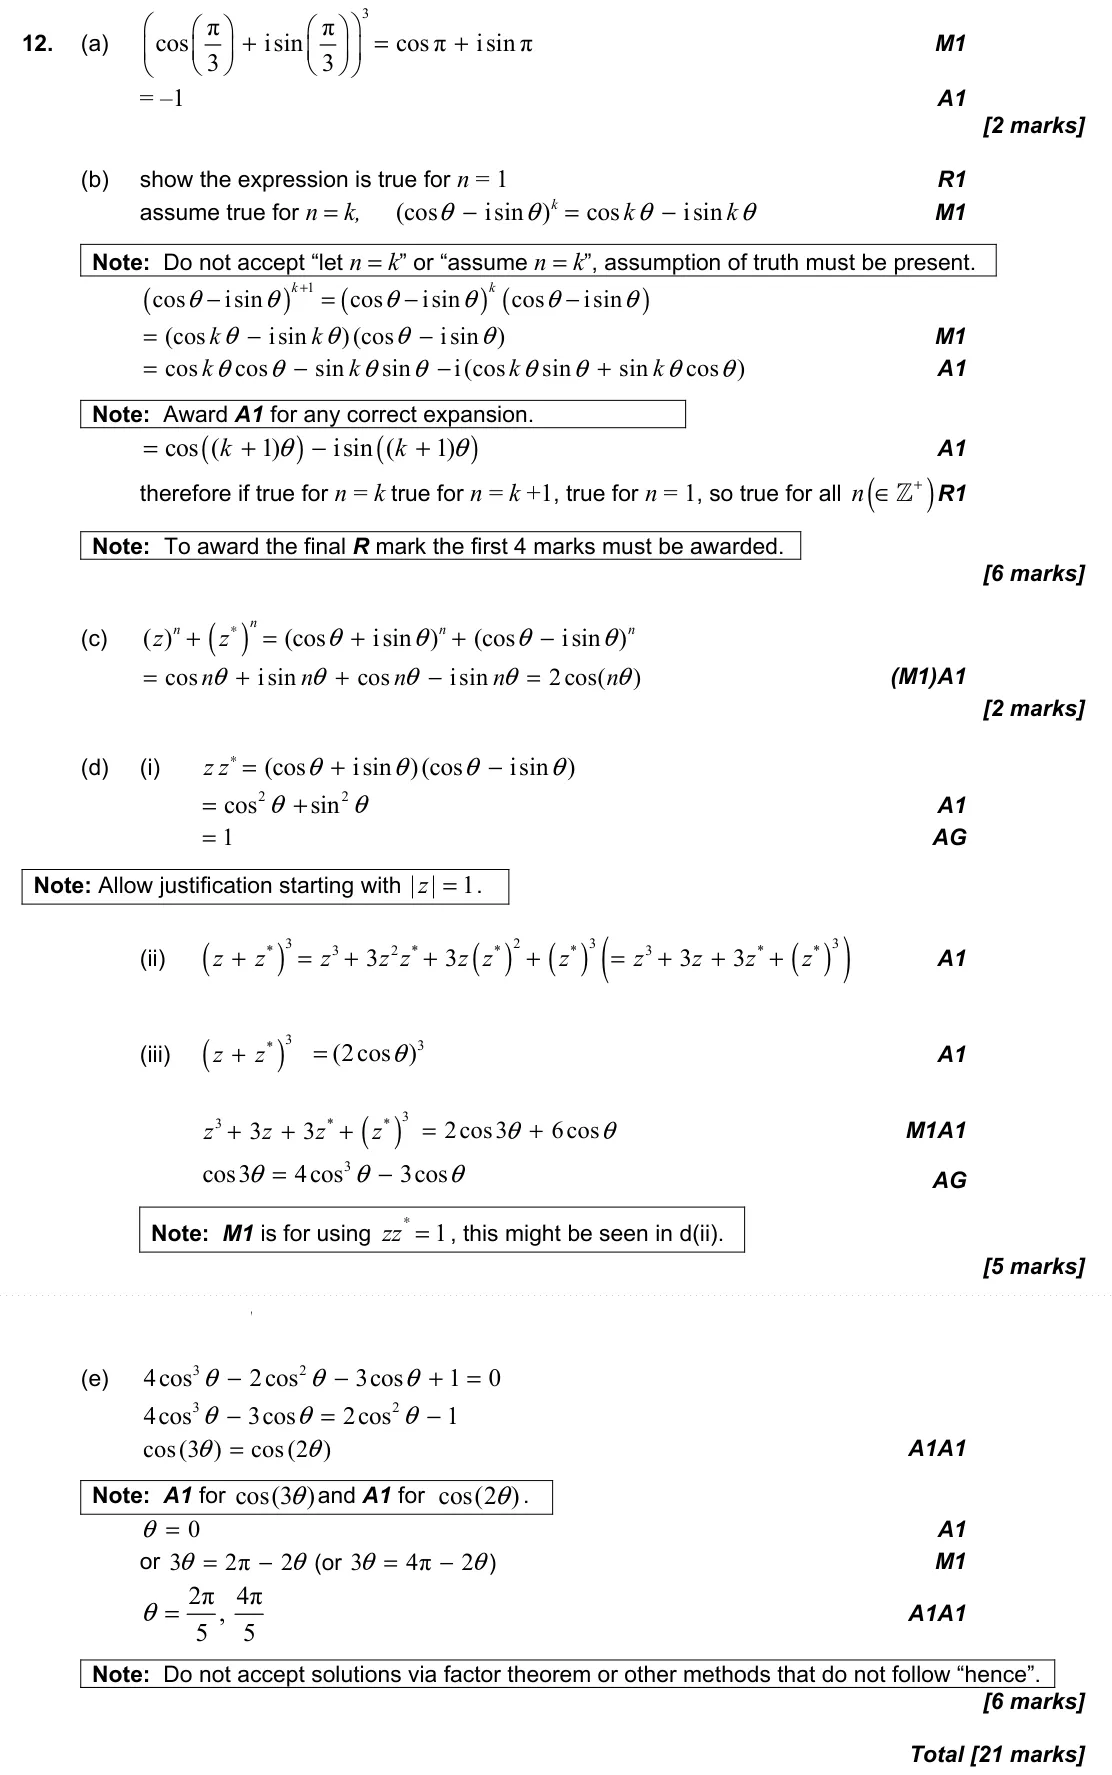 12. (a) (cos(π/3) + i sin(π/3))³ = cos π + i sin π M1
= –1 A1
[2 marks]
(b) show the expression is true for n = 1 R1
assume true for n = k, (cos θ − i sin θ)ᵏ = cos kθ − i sin kθ M1
Note: Do not accept “let n = k” or “assume n = k”, assumption of truth must be present.
(cos θ − i sin θ)ᵏ⁺¹ = (cos θ − i sin θ)ᵏ (cos θ − i sin θ)
= (cos kθ − i sin kθ)(cos θ − i sin θ) M1
= cos kθ cos θ − sin kθ sin θ − i(cos kθ sin θ + sin kθ cos θ) A1
Note: Award A1 for any correct expansion.
= cos((k + 1)θ) − i sin((k + 1)θ) A1
therefore if true for n = k true for n = k +1, true for n = 1, so true for all n(∈ ℤ⁺) R1
Note: To award the final R mark the first 4 marks must be awarded.
[6 marks]
(c) (z)ⁿ + (z*)ⁿ = (cos θ + i sin θ)ⁿ + (cos θ − i sin θ)ⁿ
= cos nθ + i sin nθ + cos nθ − i sin nθ = 2 cos(nθ) (M1)A1
[2 marks]
(d) (i) z z* = (cos θ + i sin θ)(cos θ − i sin θ)
= cos² θ + sin² θ A1
= 1 AG
Note: Allow justification starting with |z| = 1.
(ii) (z + z*)³ = z³ + 3z²z* + 3z(z*)² + (z*)³ (= z³ + 3z + 3z* + (z*)³) A1
(iii) (z + z*)³ = (2 cos θ)³ A1
z³ + 3z + 3z* + (z*)³ = 2 cos 3θ + 6 cos θ M1A1
cos 3θ = 4 cos³ θ − 3 cos θ AG
Note: M1 is for using zz* = 1, this might be seen in d(ii).
[5 marks]
(e) 4 cos³ θ − 2 cos² θ − 3 cos θ + 1 = 0
4 cos³ θ − 3 cos θ = 2 cos² θ − 1
cos(3θ) = cos(2θ) A1A1
Note: A1 for cos(3θ) and A1 for cos(2θ).
θ = 0 A1
or 3θ = 2π − 2θ (or 3θ = 4π − 2θ) M1
θ = 2π/5, 4π/5 A1A1
Note: Do not accept solutions via factor theorem or other methods that do not follow “hence”.
[6 marks]
Total [21 marks]